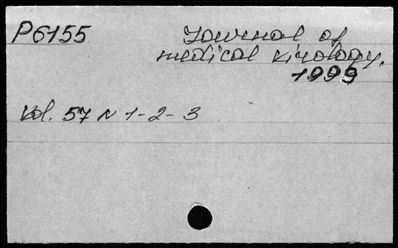 P6155
Journal of
medical virology.
1999
Vol. 57 N 1-2-3